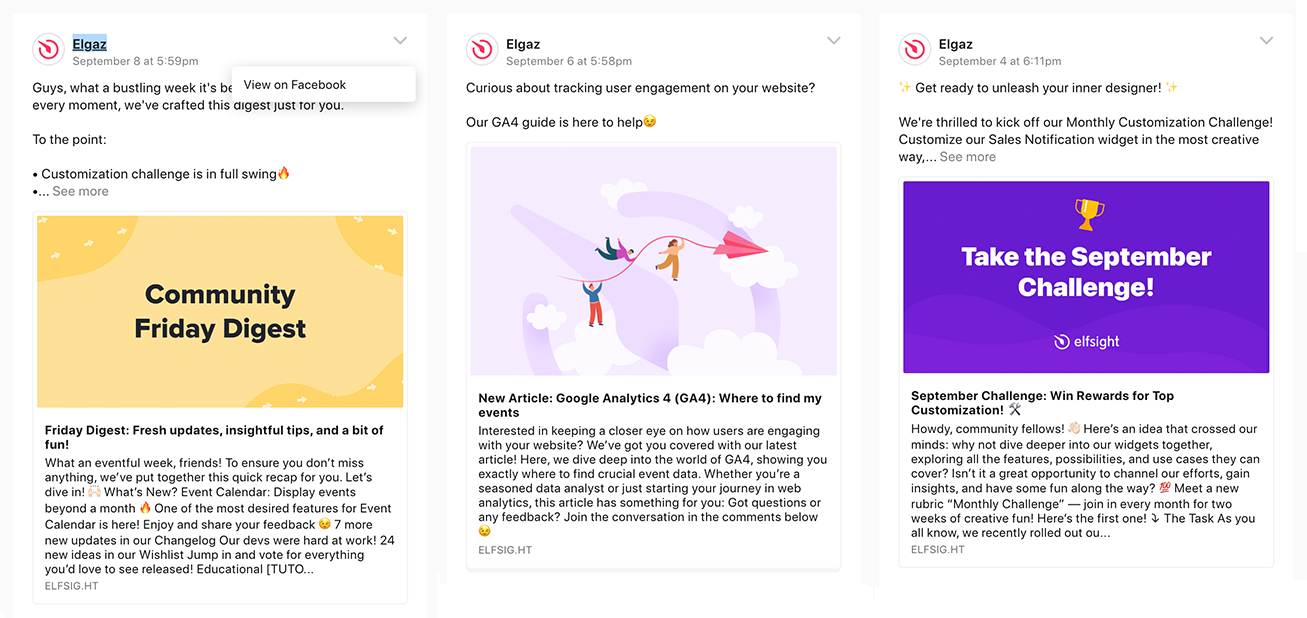 Elgaz
September 8 at 5:59pm
View on Facebook
Guys, what a bustling week it's be
every moment, we've crafted this digest just for you.
To the point:
• Customization challenge is in full swing🔥
•... See more
Community
Friday Digest
Friday Digest: Fresh updates, insightful tips, and a bit of
fun!
What an eventful week, friends! To ensure you don't miss
anything, we've put together this quick recap for you. Let's
dive in! 🙌🏻 What's New? Event Calendar: Display events
beyond a month 🔥 One of the most desired features for Event
Calendar is here! Enjoy and share your feedback 😉 7 more
new updates in our Changelog Our devs were hard at work! 24
new ideas in our Wishlist Jump in and vote for everything
you'd love to see released! Educational [TUTO...
ELFSIG.HT
Elgaz
September 6 at 5:58pm
Curious about tracking user engagement on your website?
Our GA4 guide is here to help😉
New Article: Google Analytics 4 (GA4): Where to find my
events
Interested in keeping a closer eye on how users are engaging
with your website? We've got you covered with our latest
article! Here, we dive deep into the world of GA4, showing you
exactly where to find crucial event data. Whether you're a
seasoned data analyst or just starting your journey in web
analytics, this article has something for you: Got questions or
any feedback? Join the conversation in the comments below
😉
ELFSIG.HT
Elgaz
September 4 at 6:11pm
✨ Get ready to unleash your inner designer! ✨
We're thrilled to kick off our Monthly Customization Challenge!
Customize our Sales Notification widget in the most creative
way,... See more
Take the September
Challenge!
elfsight
September Challenge: Win Rewards for Top
Customization! 🛠
Howdy, community fellows! 👋🏻 Here's an idea that crossed our
minds: why not dive deeper into our widgets together,
exploring all the features, possibilities, and use cases they can
cover? Isn't it a great opportunity to channel our efforts, gain
insights, and have some fun along the way? 💯 Meet a new
rubric "Monthly Challenge" — join in every month for two
weeks of creative fun! Here's the first one! ⤵ The Task As you
all know, we recently rolled out ou...
ELFSIG.HT